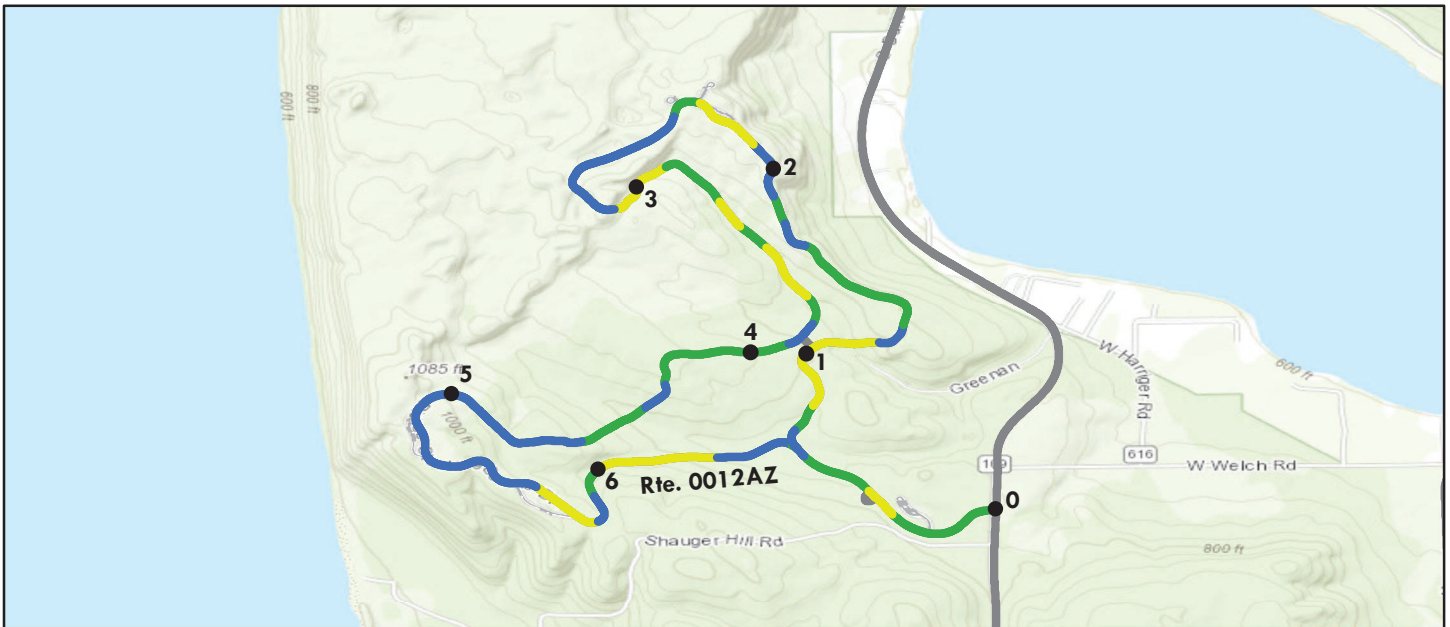 600 ft
800 ft
2
3
4
1
1085 ft
5
1000 ft
6
Rte. 0012AZ
0
Greenan
W Harriger Rd
600 ft
109
616
W Welch Rd
Shauger Hill Rd
800 ft